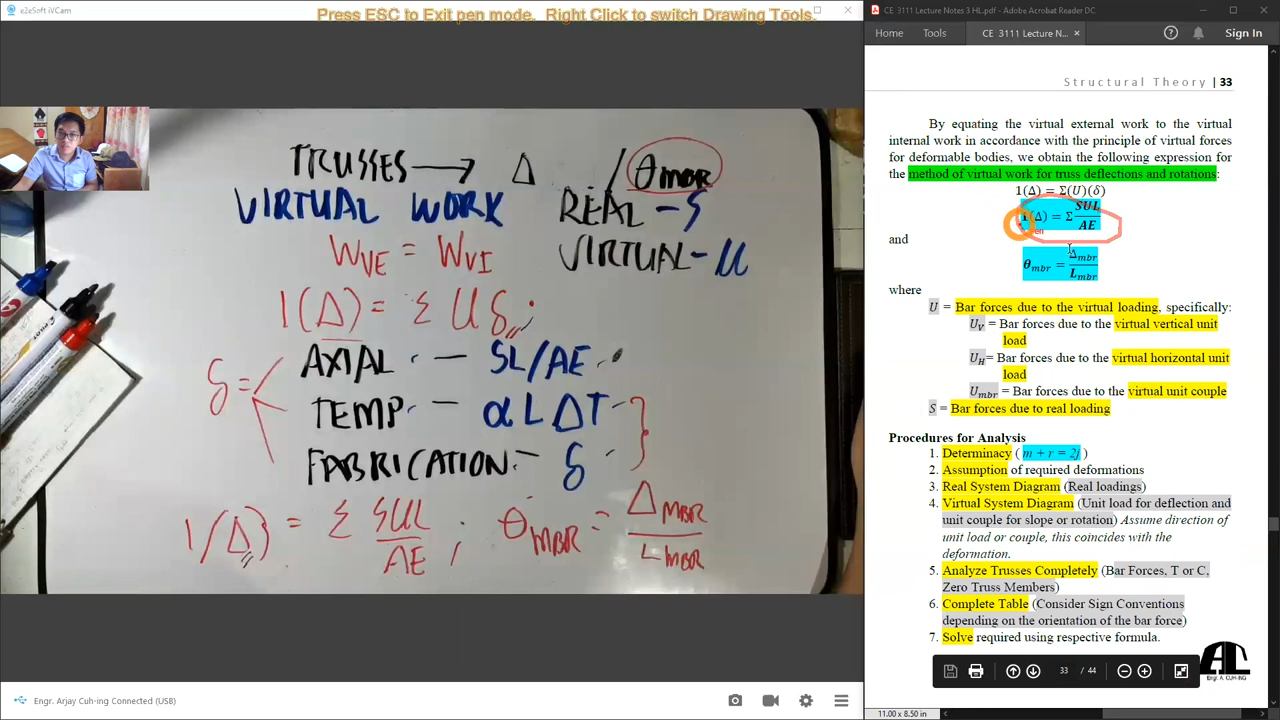 e2eSoft iVCam
Press ESC to Exit pen mode. Right Click to switch Drawing Tools.
TRUSSES → Δ / θMBR
VIRTUAL WORK
REAL - S
VIRTUAL - U
WVE = WVI
1(Δ) = Σ U δ;
δ =
AXIAL - SL/AE
TEMP - αLΔT
FABRICATION - δ
1(Δ) = Σ SUL/AE ; θMBR = ΔMBR/LMBR
Engr. Arjay Cuh-ing Connected (USB)
CE 3111 Lecture Notes 3 HL.pdf - Adobe Acrobat Reader DC
Home Tools CE 3111 Lecture N... × Sign In
Structural Theory | 33
By equating the virtual external work to the virtual
internal work in accordance with the principle of virtual forces
for deformable bodies, we obtain the following expression for
the method of virtual work for truss deflections and rotations:
1(Δ) = Σ(U)(δ)
1(Δ) = Σ SUL/AE
and
θmbr = Δmbr/Lmbr
where
U = Bar forces due to the virtual loading, specifically:
UV = Bar forces due to the virtual vertical unit
load
UH= Bar forces due to the virtual horizontal unit
load
Umbr = Bar forces due to the virtual unit couple
S = Bar forces due to real loading
Procedures for Analysis
1. Determinacy ( m + r = 2j )
2. Assumption of required deformations
3. Real System Diagram (Real loadings)
4. Virtual System Diagram (Unit load for deflection and
unit couple for slope or rotation) Assume direction of
unit load or couple, this coincides with the
deformation.
5. Analyze Trusses Completely (Bar Forces, T or C,
Zero Truss Members)
6. Complete Table (Consider Sign Conventions
depending on the orientation of the bar force)
7. Solve required using respective formula.
33 / 44
Engr. A. CUH-ING
11.00 x 8.50 in